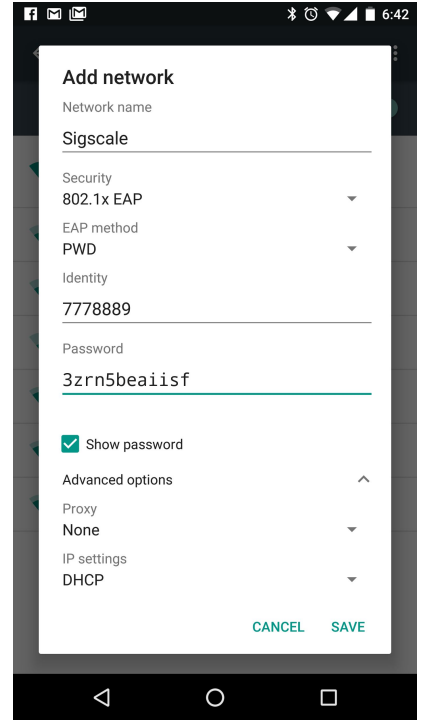 6:42
Add network
Network name
Sigscale
Security
802.1x EAP
EAP method
PWD
Identity
7778889
Password
3zrn5beaiisf
Show password
Advanced options
Proxy
None
IP settings
DHCP
CANCEL SAVE